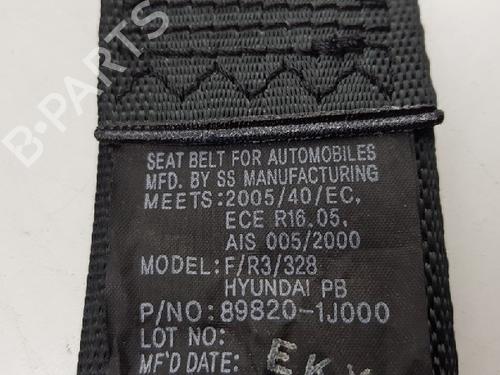 B-PARTS
SEAT BELT FOR AUTOMOBILES
MFD. BY SS MANUFACTURING
MEETS: 2005/40/EC,
ECE R16.05,
AIS 005/2000
MODEL: F/R3/328
HYUNDAI PB
P/NO: 89820-1J000
LOT NO:
MF'D DATE: